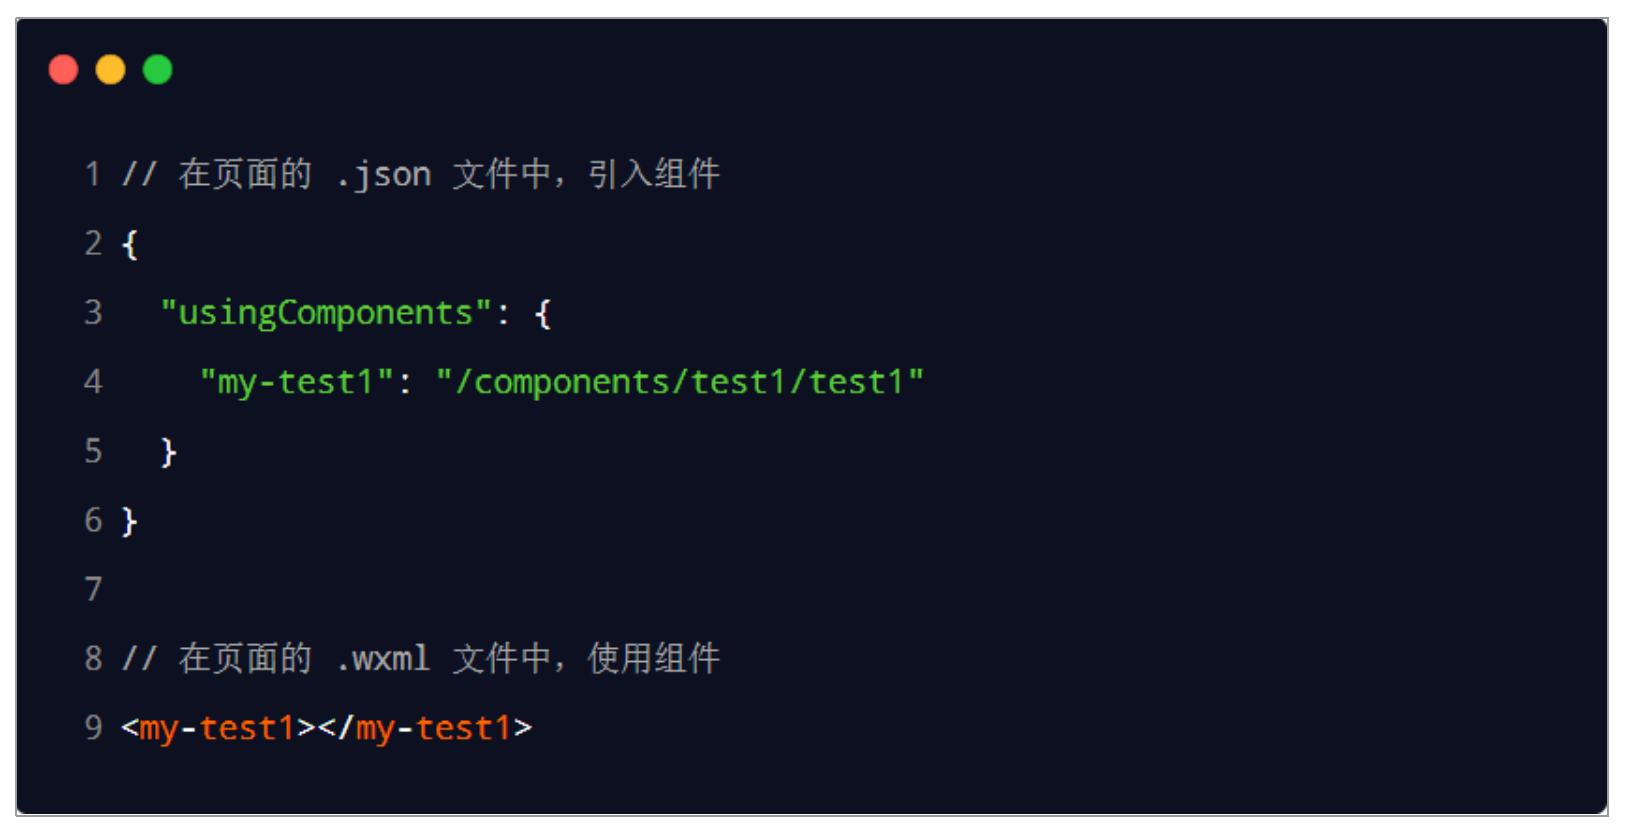 1 // 在页面的 .json 文件中，引入组件
2 {
3   "usingComponents": {
4     "my-test1": "/components/test1/test1"
5   }
6 }
7
8 // 在页面的 .wxml 文件中，使用组件
9 <my-test1></my-test1>